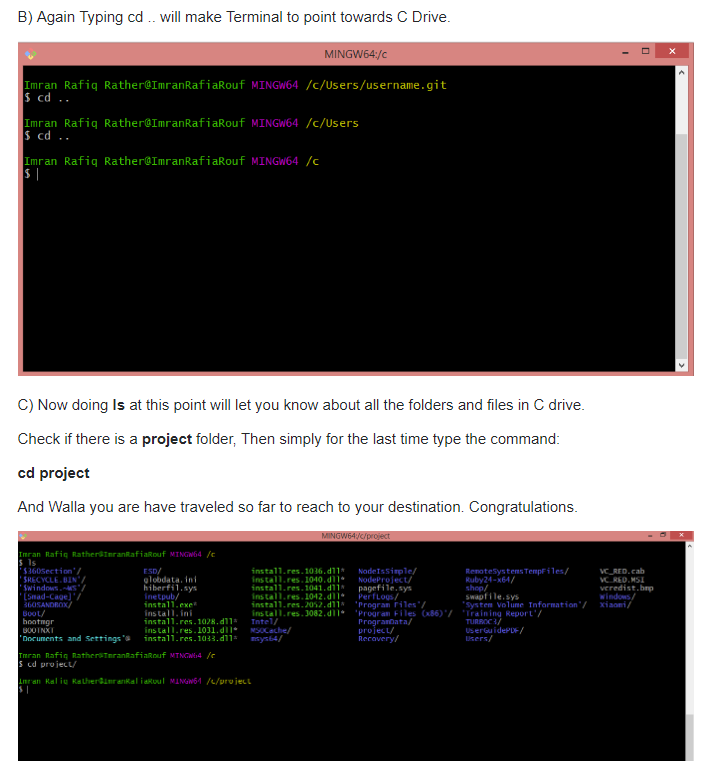 B) Again Typing cd .. will make Terminal to point towards C Drive.
MINGW64:/c
Imran Rafiq Rather@ImranRafiaRouf MINGW64 /c/Users/username.git
$ cd ..
Imran Rafiq Rather@ImranRafiaRouf MINGW64 /c/Users
$ cd ..
Imran Rafiq Rather@ImranRafiaRouf MINGW64 /c
$
C) Now doing ls at this point will let you know about all the folders and files in C drive.
Check if there is a project folder, Then simply for the last time type the command:
cd project
And Walla you are have traveled so far to reach to your destination. Congratulations.
MINGW64:/c/project
Imran Rafiq Rather@ImranRafiaRouf MINGW64 /c
$ ls
'$360Section'/ ESD/ install.res.1036.dll* NodeIsSimple/ RemoteSystemsTempFiles/ VC_RED.cab
'$RECYCLE.BIN'/ globdata.ini install.res.1040.dll* NodeProject/ Ruby24-x64/ VC_RED.MSI
'$Windows.~WS'/ hiberfil.sys install.res.1041.dll* pagefile.sys shop/ vcredist.bmp
'[Smad-Cage]'/ inetpub/ install.res.1042.dll* PerfLogs/ swapfile.sys Windows/
360SANDBOX/ install.exe* install.res.2052.dll* 'Program Files'/ 'System Volume Information'/ Xiaomi/
Boot/ install.ini install.res.3082.dll* 'Program Files (x86)'/ 'Training Report'/
bootmgr install.res.1028.dll* Intel/ ProgramData/
BOOTNXT install.res.1031.dll* MSOCache/ project/ UserGuidePDF/
'Documents and Settings'@ install.res.1033.dll* msys64/ Recovery/ Users/
Imran Rafiq Rather@ImranRafiaRouf MINGW64 /c
$ cd project/
Imran Rafiq Rather@ImranRafiaRouf MINGW64 /c/project
$